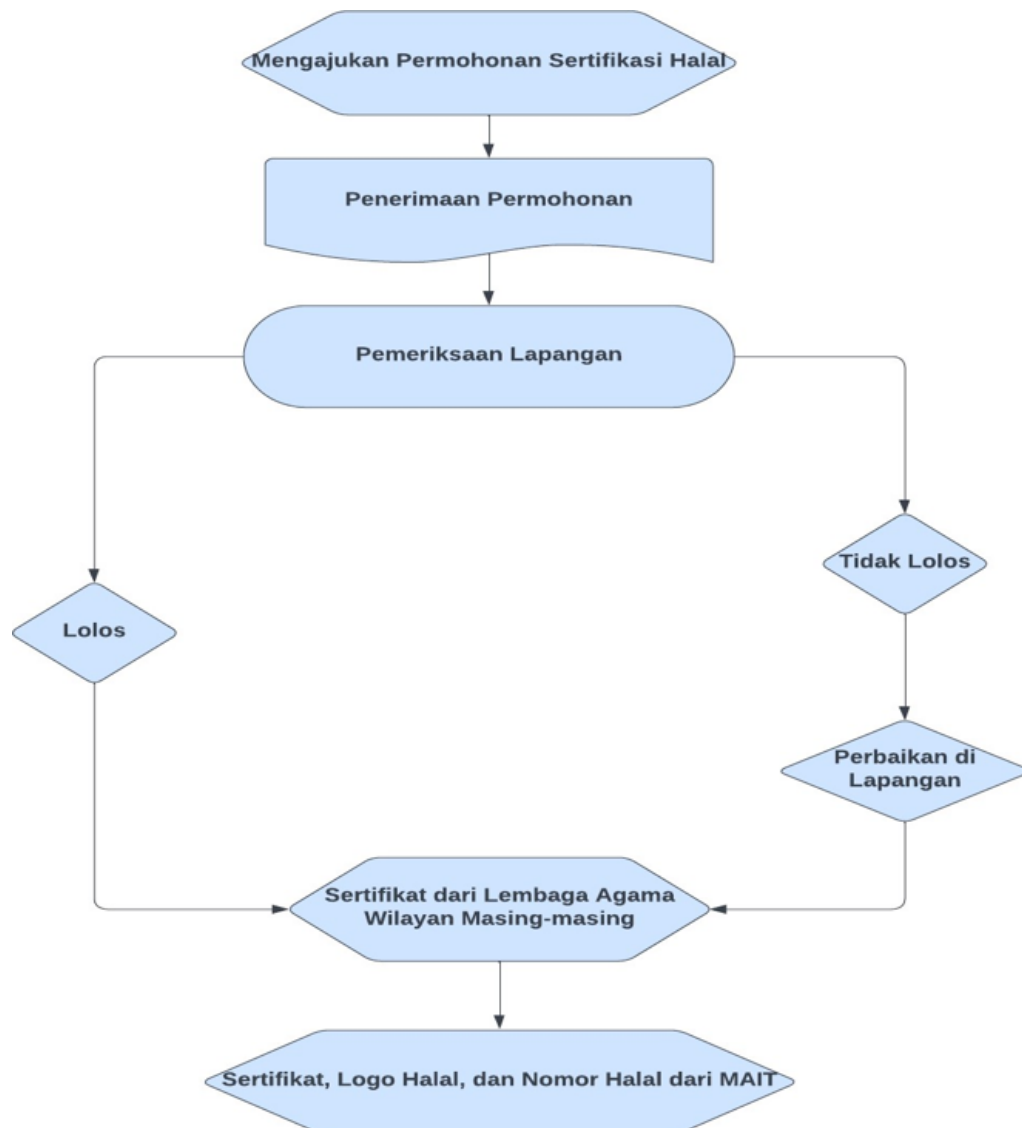 Mengajukan Permohonan Sertifikasi Halal
Penerimaan Permohonan
Pemeriksaan Lapangan
Tidak Lolos
Lolos
Perbaikan di
Lapangan
Sertifikat dari Lembaga Agama
Wilayan Masing-masing
Sertifikat, Logo Halal, dan Nomor Halal dari MAIT